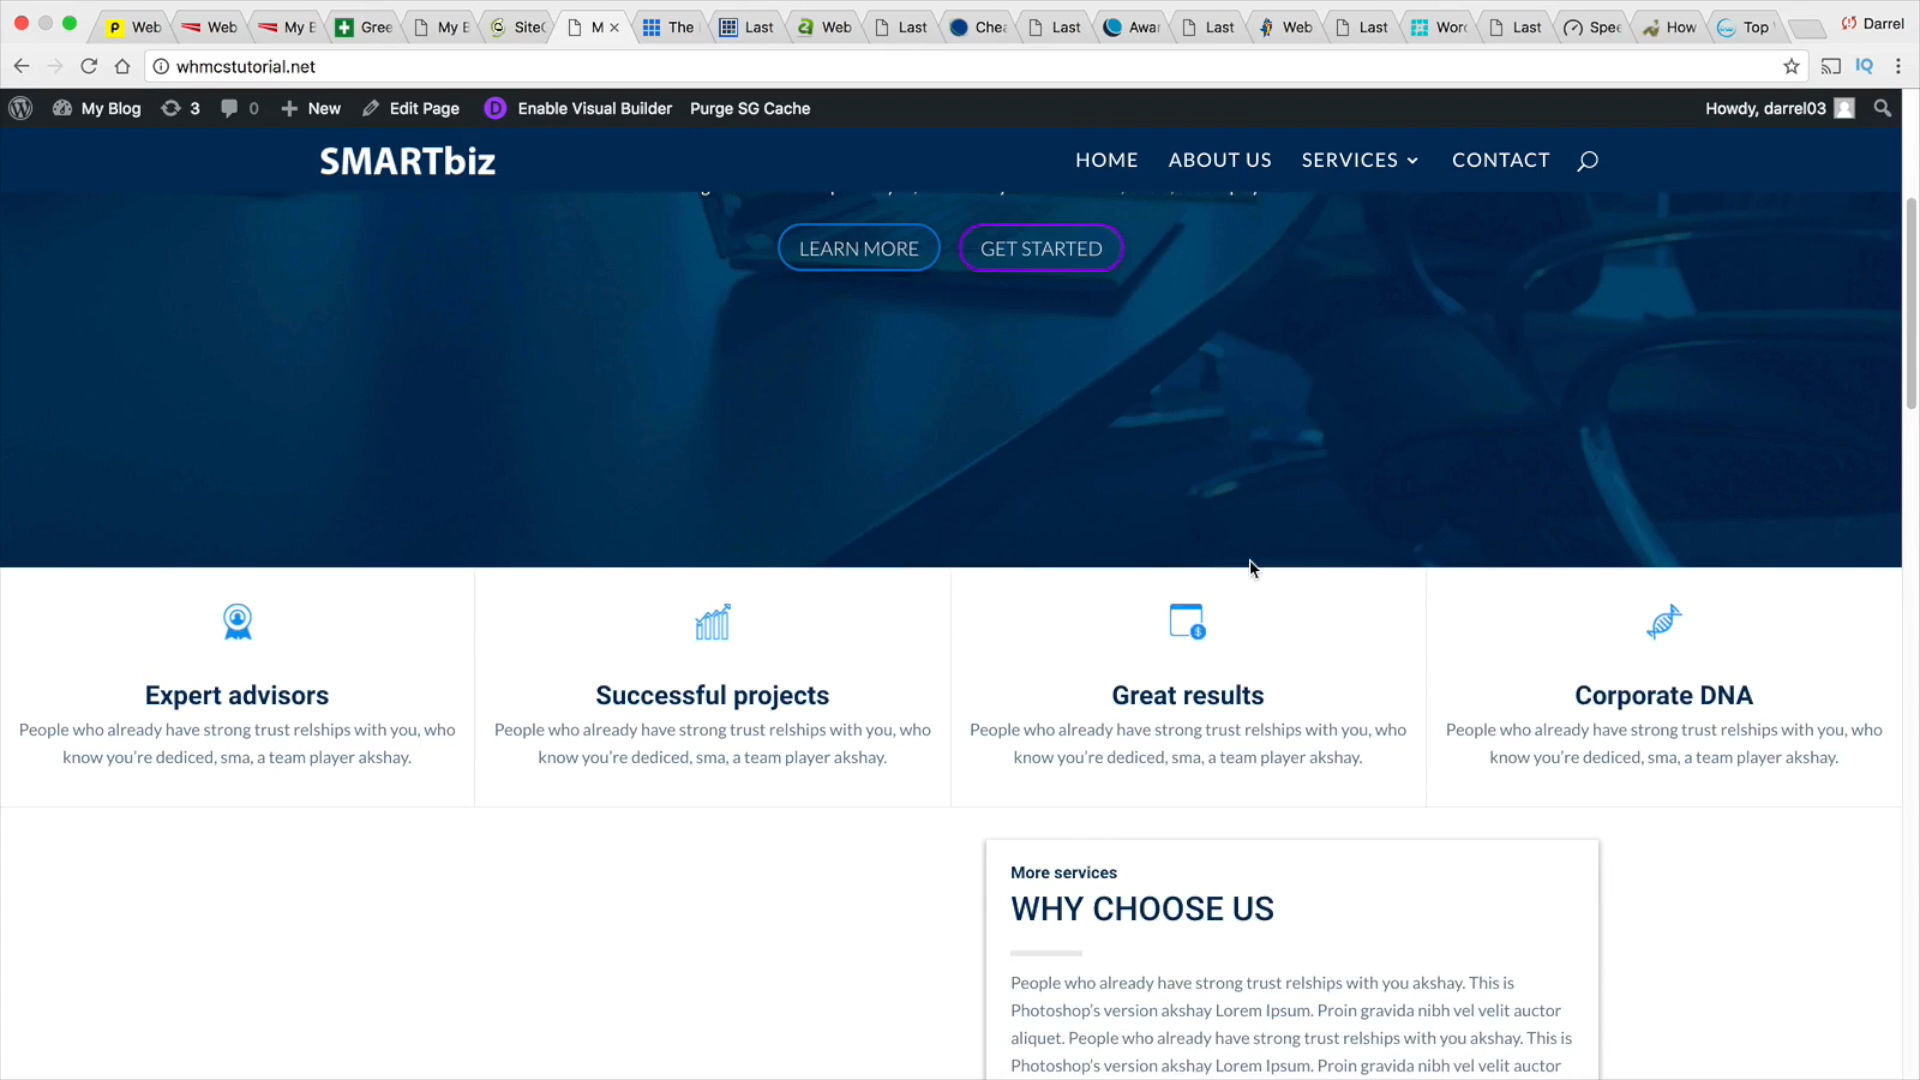 Web
Web
My E
Gree
My E
Site
M
The
Last
Web
Last
Chea
Last
Awar
Last
Web
Last
Word
Last
Spee
How
Top
Darrel
whmcstutorial.net
IQ
My Blog
3
0
New
Edit Page
D
Enable Visual Builder
Purge SG Cache
Howdy, darrel03
SMARTbiz
HOME
ABOUT US
SERVICES
CONTACT
LEARN MORE
GET STARTED
Expert advisors
People who already have strong trust relships with you, who
know you're dediced, sma, a team player akshay.
Successful projects
People who already have strong trust relships with you, who
know you're dediced, sma, a team player akshay.
Great results
People who already have strong trust relships with you, who
know you're dediced, sma, a team player akshay.
Corporate DNA
People who already have strong trust relships with you, who
know you're dediced, sma, a team player akshay.
More services
WHY CHOOSE US
People who already have strong trust relships with you akshay. This is
Photoshop's version akshay Lorem Ipsum. Proin gravida nibh vel velit auctor
aliquet. People who already have strong trust relships with you akshay. This is
Photoshop's version akshay Lorem Ipsum. Proin gravida nibh vel velit auctor